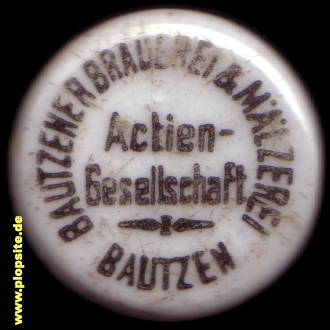 BAUTZENER BRAUEREI & MÄLZEREI
Actien-
Gesellschaft
BAUTZEN
www.plopsite.de